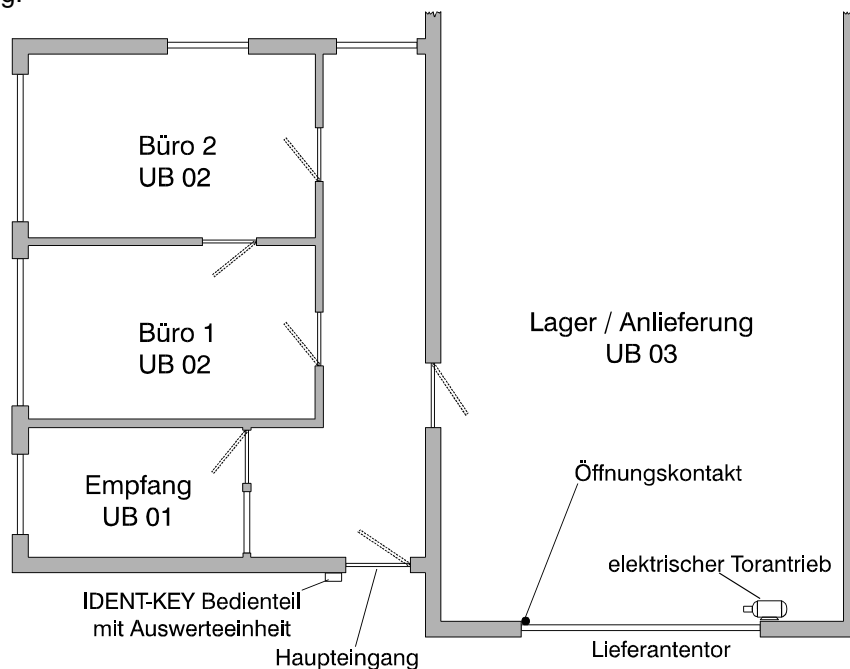 g.
Büro 2
UB 02
Büro 1
UB 02
Lager / Anlieferung
UB 03
Empfang
UB 01
Öffnungskontakt
elektrischer Torantrieb
IDENT-KEY Bedienteil
mit Auswerteeinheit
Haupteingang
Lieferantentor